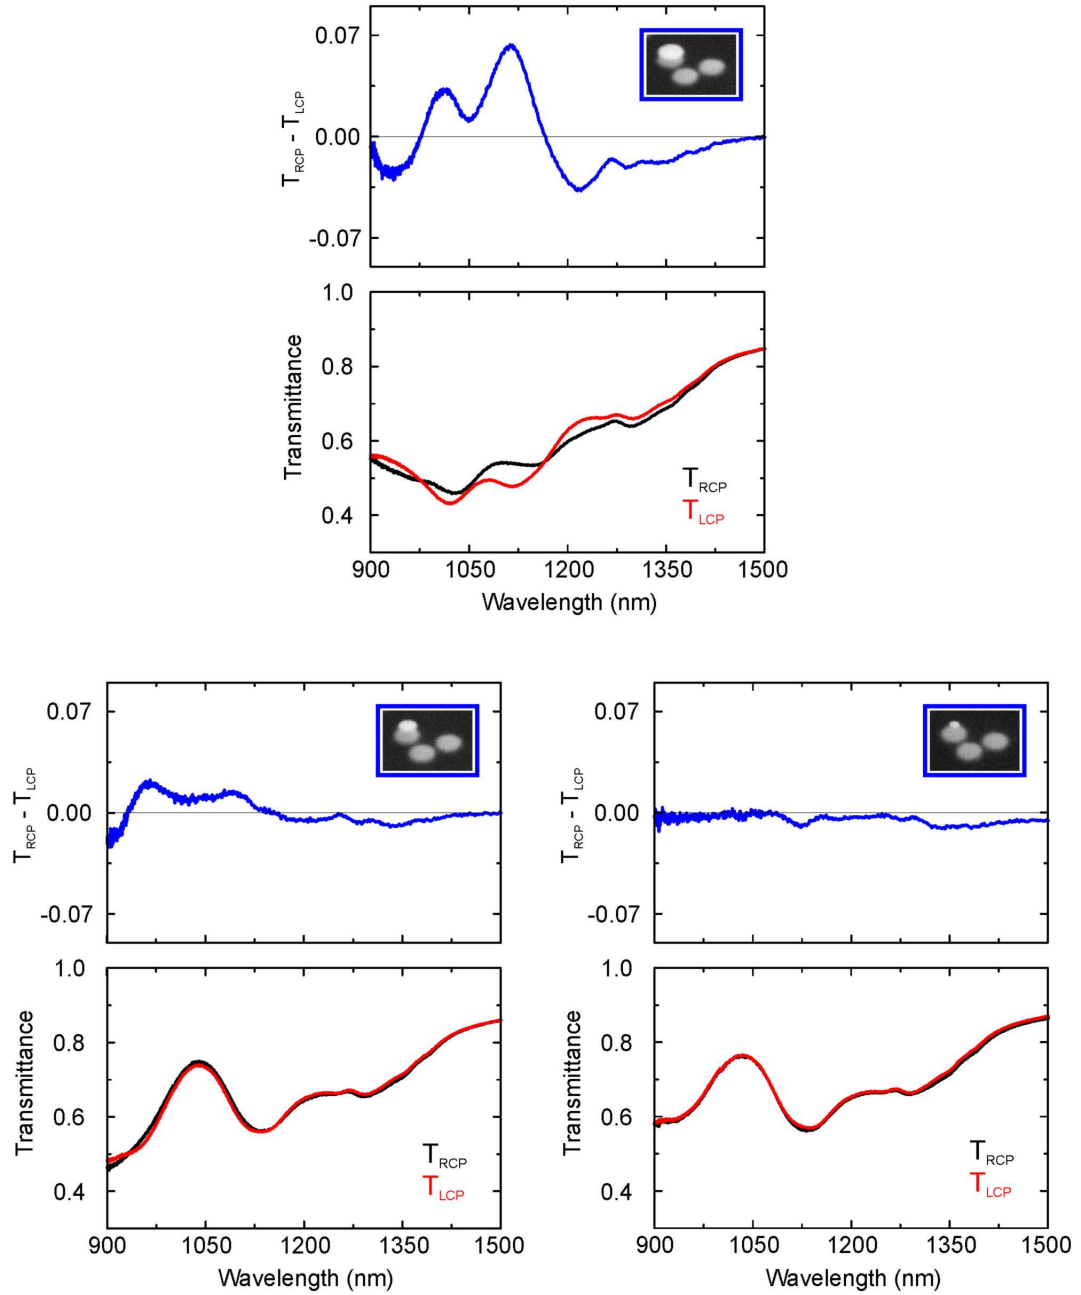 0.07
0.00
-0.07
T_RCP - T_LCP
1.0
0.8
0.6
0.4
Transmittance
T_RCP
T_LCP
900 1050 1200 1350 1500
Wavelength (nm)
0.07
0.00
-0.07
T_RCP - T_LCP
1.0
0.8
0.6
0.4
Transmittance
T_RCP
T_LCP
900 1050 1200 1350 1500
Wavelength (nm)
0.07
0.00
-0.07
T_RCP - T_LCP
1.0
0.8
0.6
0.4
Transmittance
T_RCP
T_LCP
900 1050 1200 1350 1500
Wavelength (nm)